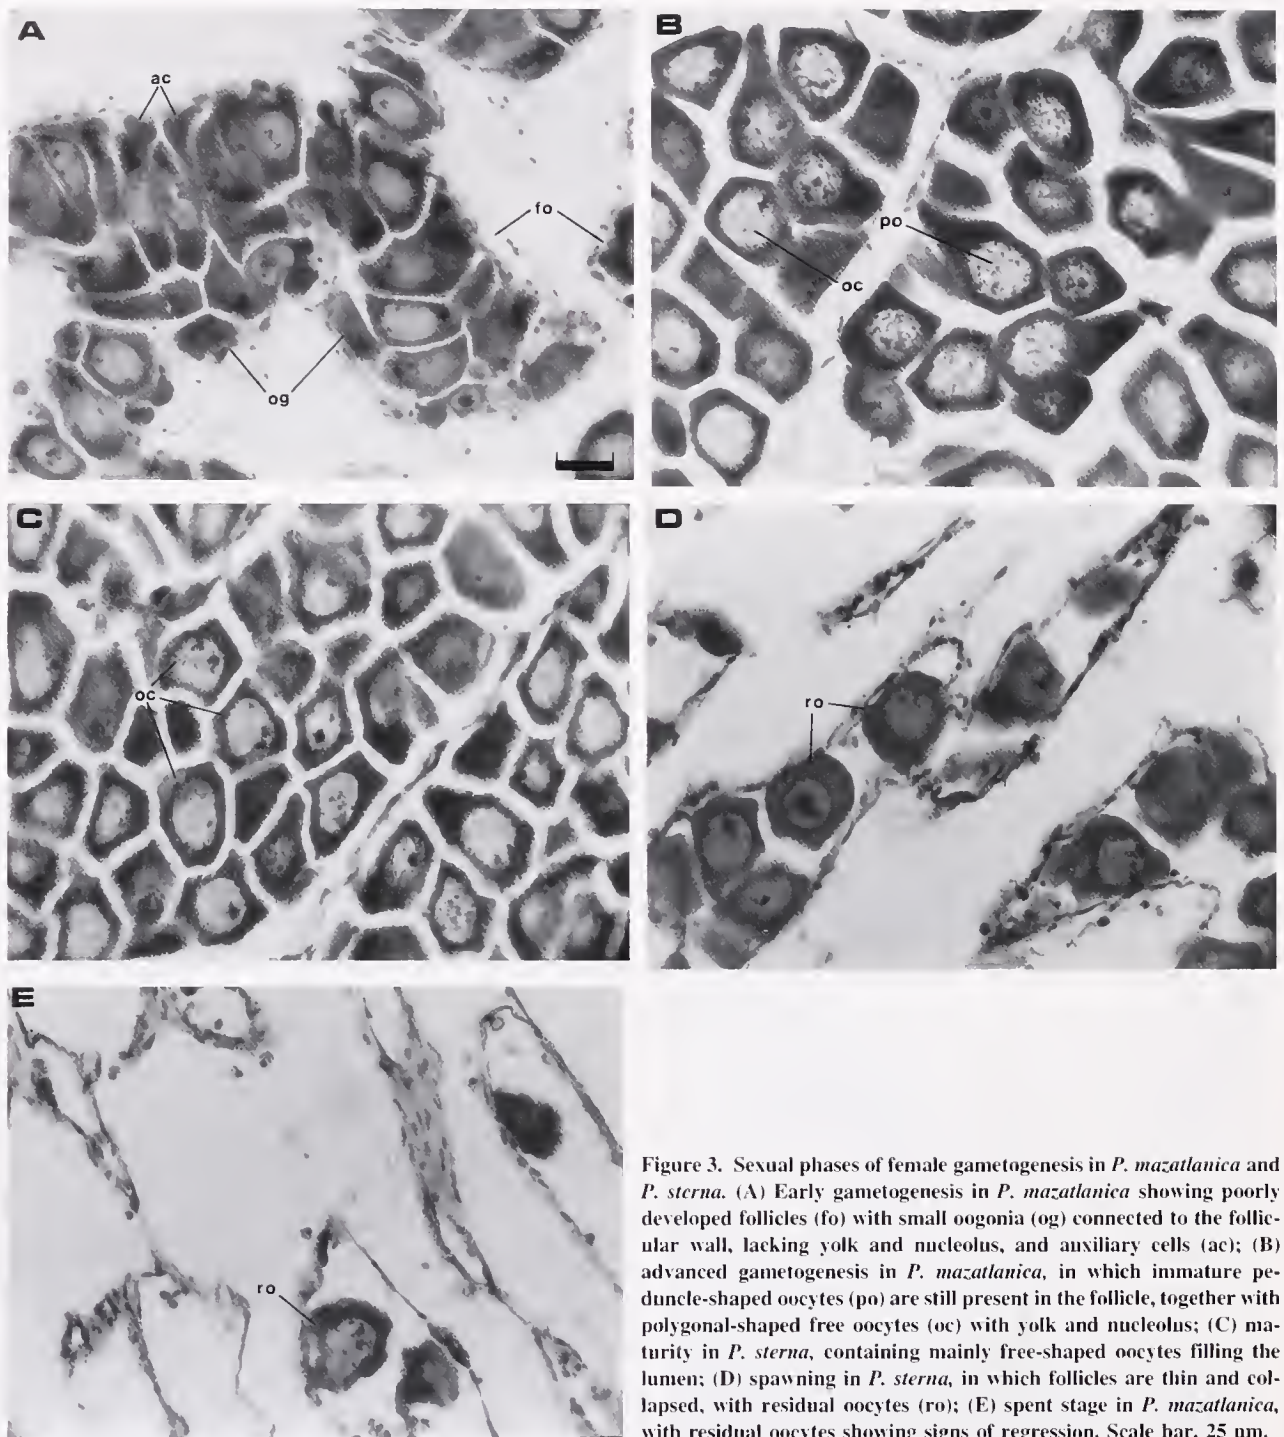 A
ac
fo
og
B
po
oc
C
oc
D
ro
E
ro
Figure 3. Sexual phases of female gametogenesis in P. mazatlanica and
P. sterna. (A) Early gametogenesis in P. mazatlanica showing poorly
developed follicles (fo) with small oogonia (og) connected to the follic-
ular wall, lacking yolk and nucleolus, and auxiliary cells (ac); (B)
advanced gametogenesis in P. mazatlanica, in which immature pe-
duncle-shaped oocytes (po) are still present in the follicle, together with
polygonal-shaped free oocytes (oc) with yolk and nucleolus; (C) ma-
turity in P. sterna, containing mainly free-shaped oocytes filling the
lumen; (D) spawning in P. sterna, in which follicles are thin and col-
lapsed, with residual oocytes (ro); (E) spent stage in P. mazatlanica,
with residual oocytes showing signs of regression. Scale bar, 25 nm.